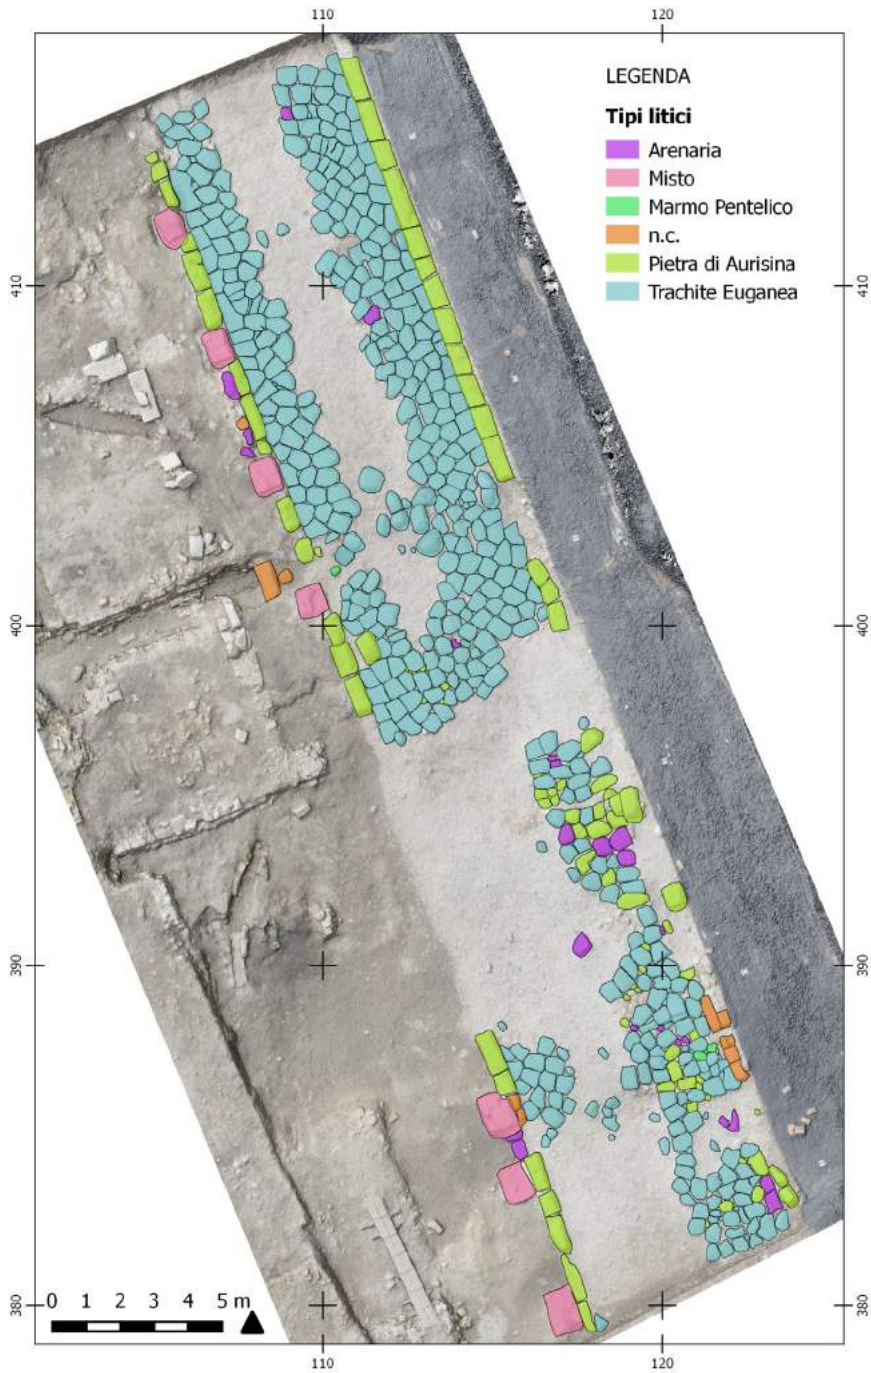 110 120
LEGENDA
Tipi litici
Arenaria
Misto
Marmo Pentelico
n.c.
Pietra di Aurisina
Trachite Euganea
410 410
400 400
390 390
380 380
0 1 2 3 4 5 m
110 120